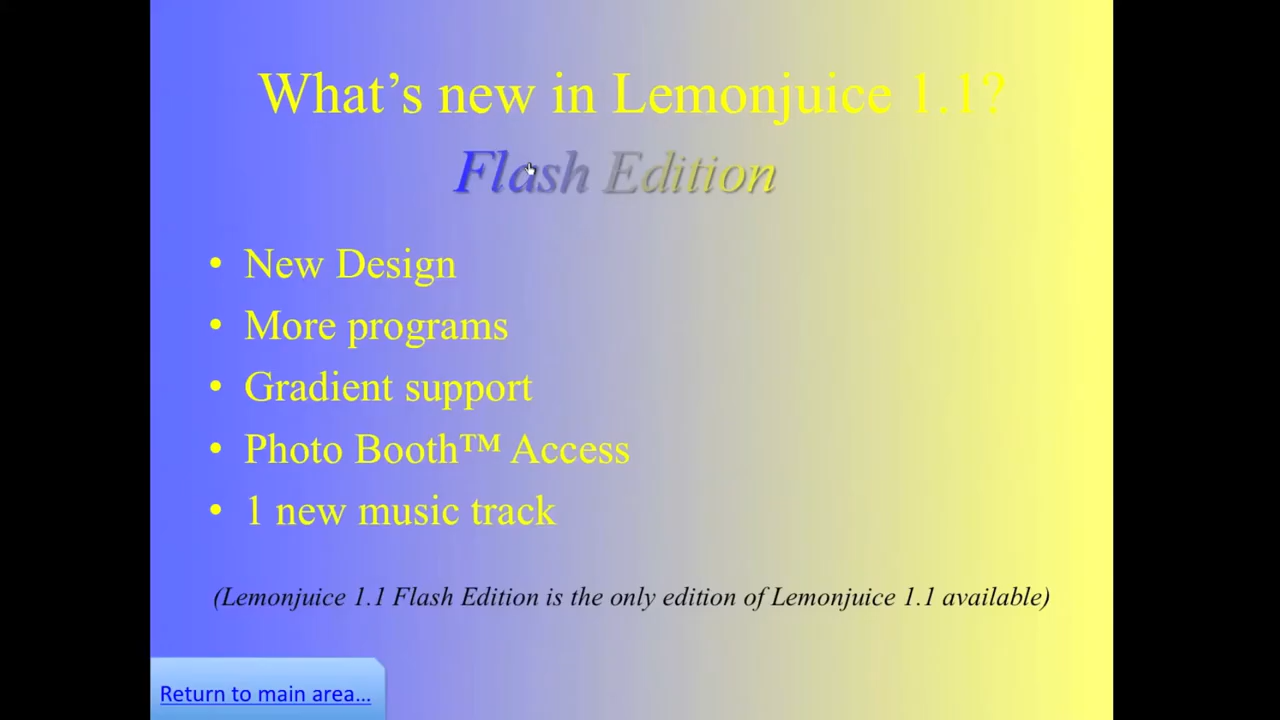 What’s new in Lemonjuice 1.1?
Flash Edition
• New Design
• More programs
• Gradient support
• Photo Booth™ Access
• 1 new music track
(Lemonjuice 1.1 Flash Edition is the only edition of Lemonjuice 1.1 available)
Return to main area...